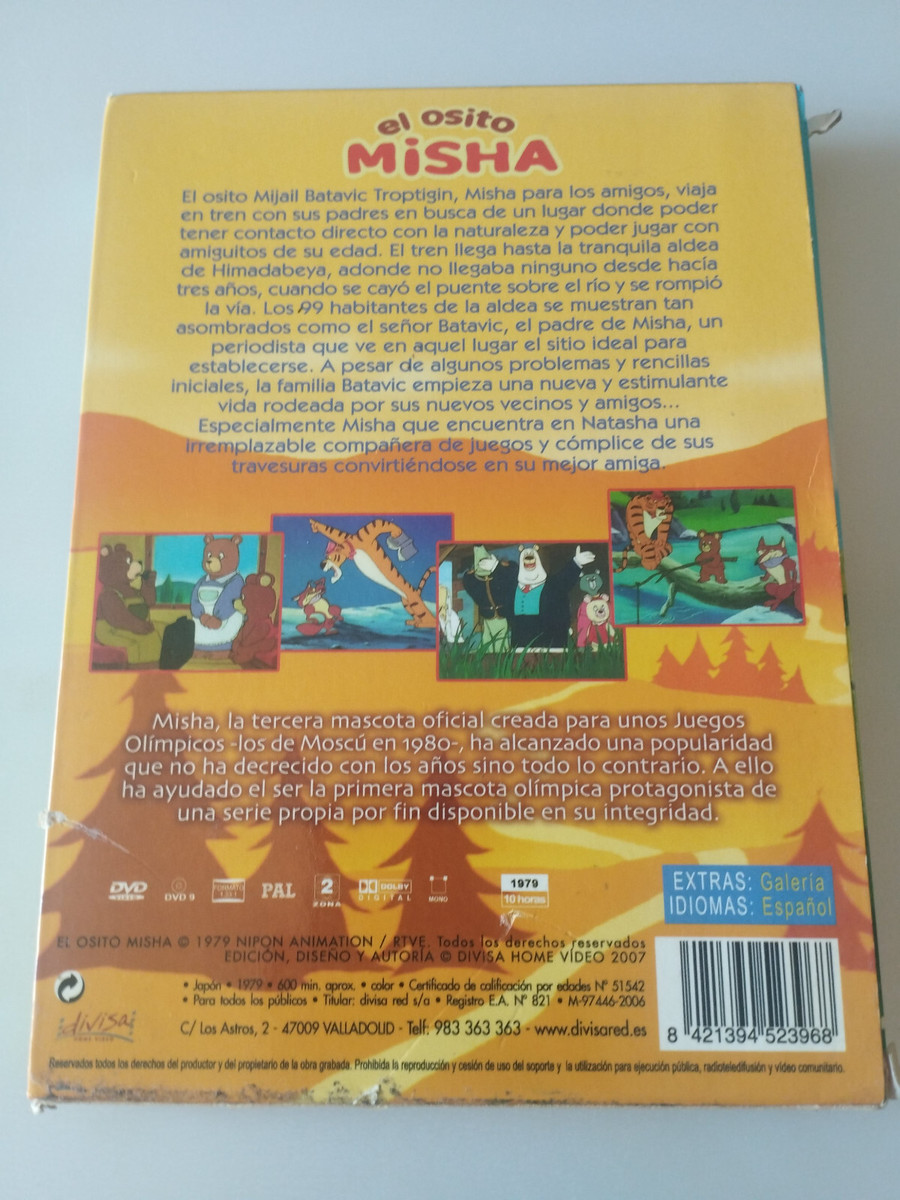 el osito
MiSHA
El osito Mijail Batavic Troptigin, Misha para los amigos, viaja
en tren con sus padres en busca de un lugar donde poder
tener contacto directo con la naturaleza y poder jugar con
amiguitos de su edad. El tren llega hasta la tranquila aldea
de Himadabeya, adonde no llegaba ninguno desde hacía
tres años, cuando se cayó el puente sobre el río y se rompió
la vía. Los 99 habitantes de la aldea se muestran tan
asombrados como el señor Batavic, el padre de Misha, un
periodista que ve en aquel lugar el sitio ideal para
establecerse. A pesar de algunos problemas y rencillas
iniciales, la familia Batavic empieza una nueva y estimulante
vida rodeada por sus nuevos vecinos y amigos...
Especialmente Misha que encuentra en Natasha una
irremplazable compañera de juegos y cómplice de sus
travesuras convirtiéndose en su mejor amiga.
Misha, la tercera mascota oficial creada para unos Juegos
Olímpicos -los de Moscú en 1980-, ha alcanzado una popularidad
que no ha decrecido con los años sino todo lo contrario. A ello
ha ayudado el ser la primera mascota olímpica protagonista de
una serie propia por fin disponible en su integridad.
DVD VIDEO
DVD 9
FORMATO
PAL
2 ZONA
DOLBY DIGITAL
MONO
1979
10 horas
EXTRAS: Galería
IDIOMAS: Español
EL OSITO MISHA © 1979 NIPON ANIMATION / RTVE. Todos los derechos reservados
EDICIÓN, DISEÑO Y AUTORÍA © DIVISA HOME VÍDEO 2007
• Japón • 1979 • 600 min. aprox. • color • Certificado de calificación por edades Nº 51542
• Para todos los públicos • Titular: divisa red s/a • Registro E.A. Nº 821 • M-97446-2006
divisa
HOME VIDEO
C/ Los Astros, 2 - 47009 VALLADOLID - Telf: 983 363 363 - www.divisared.es
8 421394 523968
Reservados todos los derechos del productor y del propietario de la obra grabada. Prohibida la reproducción y cesión de uso del soporte y la utilización para ejecución pública, radioteledifusión y video comunitario.